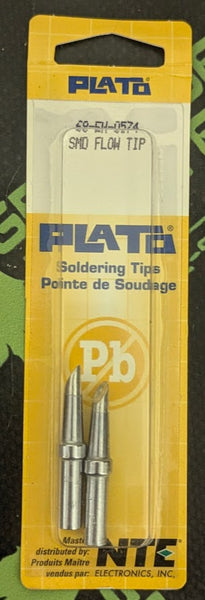 PLATO
SMD FLOW TIP
PLATO
Soldering Tips
Pointe de Soudage
Pb
distributed by:
Produits Maitre
vendus par:
NTE
ELECTRONICS, INC.